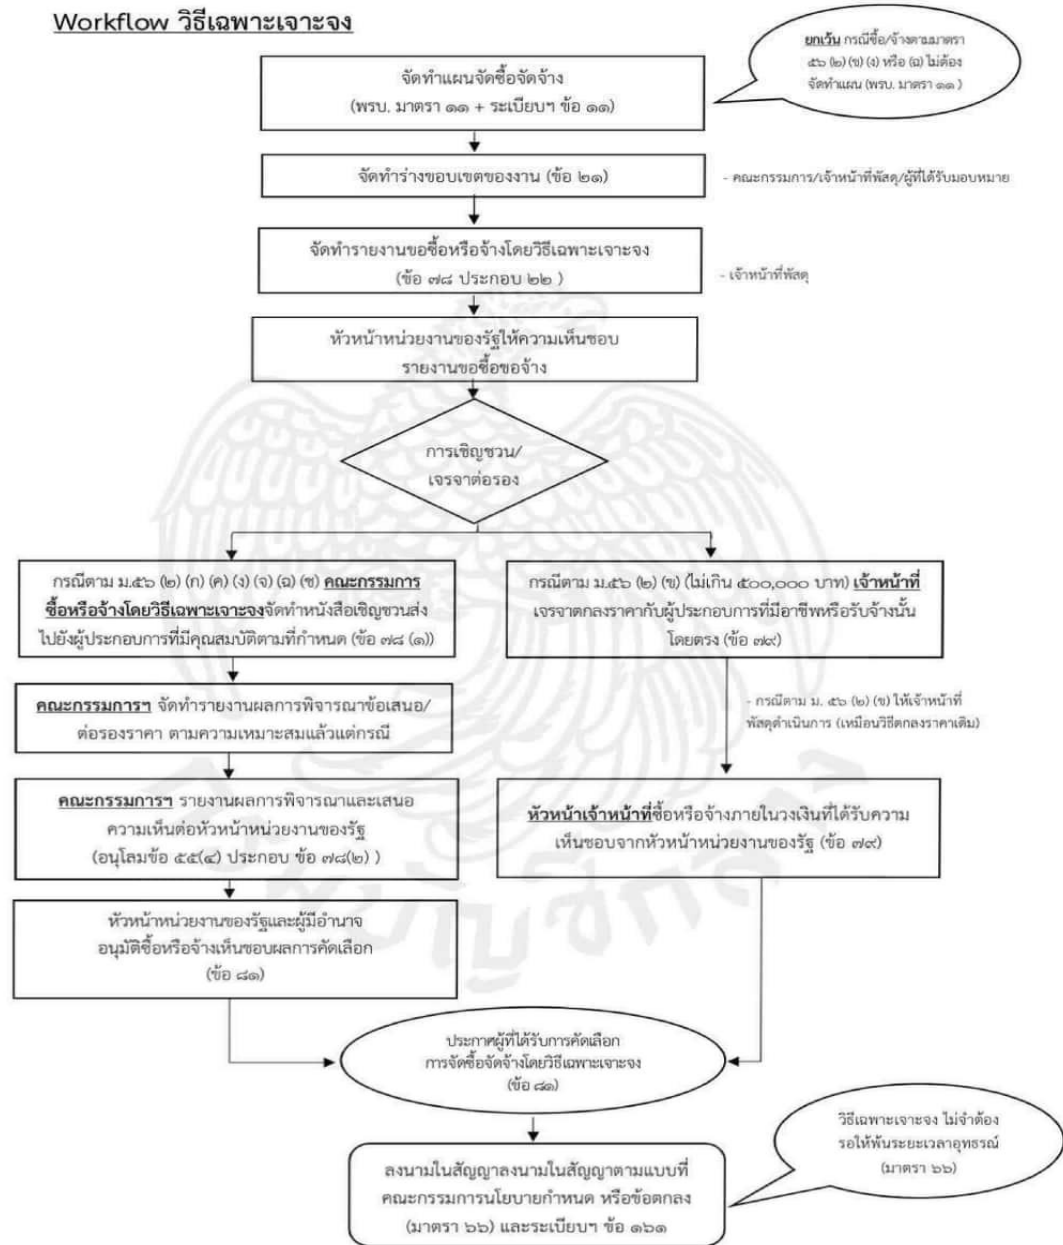 Workflow วิธีเฉพาะเจาะจง
ยกเว้น กรณีซื้อ/จ้างตามมาตรา
๕๖ (๒) (ข) (ง) หรือ (ฉ) ไม่ต้อง
จัดทำแผน (พรบ. มาตรา ๑๑ )
จัดทำแผนจัดซื้อจัดจ้าง
(พรบ. มาตรา ๑๑ + ระเบียบฯ ข้อ ๑๑)
จัดทำร่างขอบเขตของงาน (ข้อ ๒๑)
- คณะกรรมการ/เจ้าหน้าที่พัสดุ/ผู้ที่ได้รับมอบหมาย
จัดทำรายงานขอซื้อหรือจ้างโดยวิธีเฉพาะเจาะจง
(ข้อ ๗๘ ประกอบ ๒๒ )
- เจ้าหน้าที่พัสดุ
หัวหน้าหน่วยงานของรัฐให้ความเห็นชอบ
รายงานขอซื้อขอจ้าง
การเชิญชวน/
เจรจาต่อรอง
กรณีตาม ม.๕๖ (๒) (ก) (ค) (ง) (จ) (ฉ) (ช) คณะกรรมการ
ซื้อหรือจ้างโดยวิธีเฉพาะเจาะจงจัดทำหนังสือเชิญชวนส่ง
ไปยังผู้ประกอบการที่มีคุณสมบัติตามที่กำหนด (ข้อ ๗๘ (๑))
กรณีตาม ม.๕๖ (๒) (ข) (ไม่เกิน ๕๐๐,๐๐๐ บาท) เจ้าหน้าที่
เจรจาตกลงราคากับผู้ประกอบการที่มีอาชีพหรือรับจ้างนั้น
โดยตรง (ข้อ ๗๙)
คณะกรรมการฯ จัดทำรายงานผลการพิจารณาข้อเสนอ/
ต่อรองราคา ตามความเหมาะสมแล้วแต่กรณี
- กรณีตาม ม. ๕๖ (๒) (ข) ให้เจ้าหน้าที่
พัสดุดำเนินการ (เหมือนวิธีตกลงราคาเดิม)
คณะกรรมการฯ รายงานผลการพิจารณาและเสนอ
ความเห็นต่อหัวหน้าหน่วยงานของรัฐ
(อนุโลมข้อ ๕๕(๔) ประกอบ ข้อ ๗๘(๒) )
หัวหน้าเจ้าหน้าที่ซื้อหรือจ้างภายในวงเงินที่ได้รับความ
เห็นชอบจากหัวหน้าหน่วยงานของรัฐ (ข้อ ๗๙)
หัวหน้าหน่วยงานของรัฐและผู้มีอำนาจ
อนุมัติซื้อหรือจ้างเห็นชอบผลการคัดเลือก
(ข้อ ๘๑)
ประกาศผู้ที่ได้รับการคัดเลือก
การจัดซื้อจัดจ้างโดยวิธีเฉพาะเจาะจง
(ข้อ ๘๑)
วิธีเฉพาะเจาะจง ไม่จำต้อง
รอให้พ้นระยะเวลาอุทธรณ์
(มาตรา ๖๖)
ลงนามในสัญญาลงนามในสัญญาตามแบบที่
คณะกรรมการนโยบายกำหนด หรือข้อตกลง
(มาตรา ๖๖) และระเบียบฯ ข้อ ๑๖๑